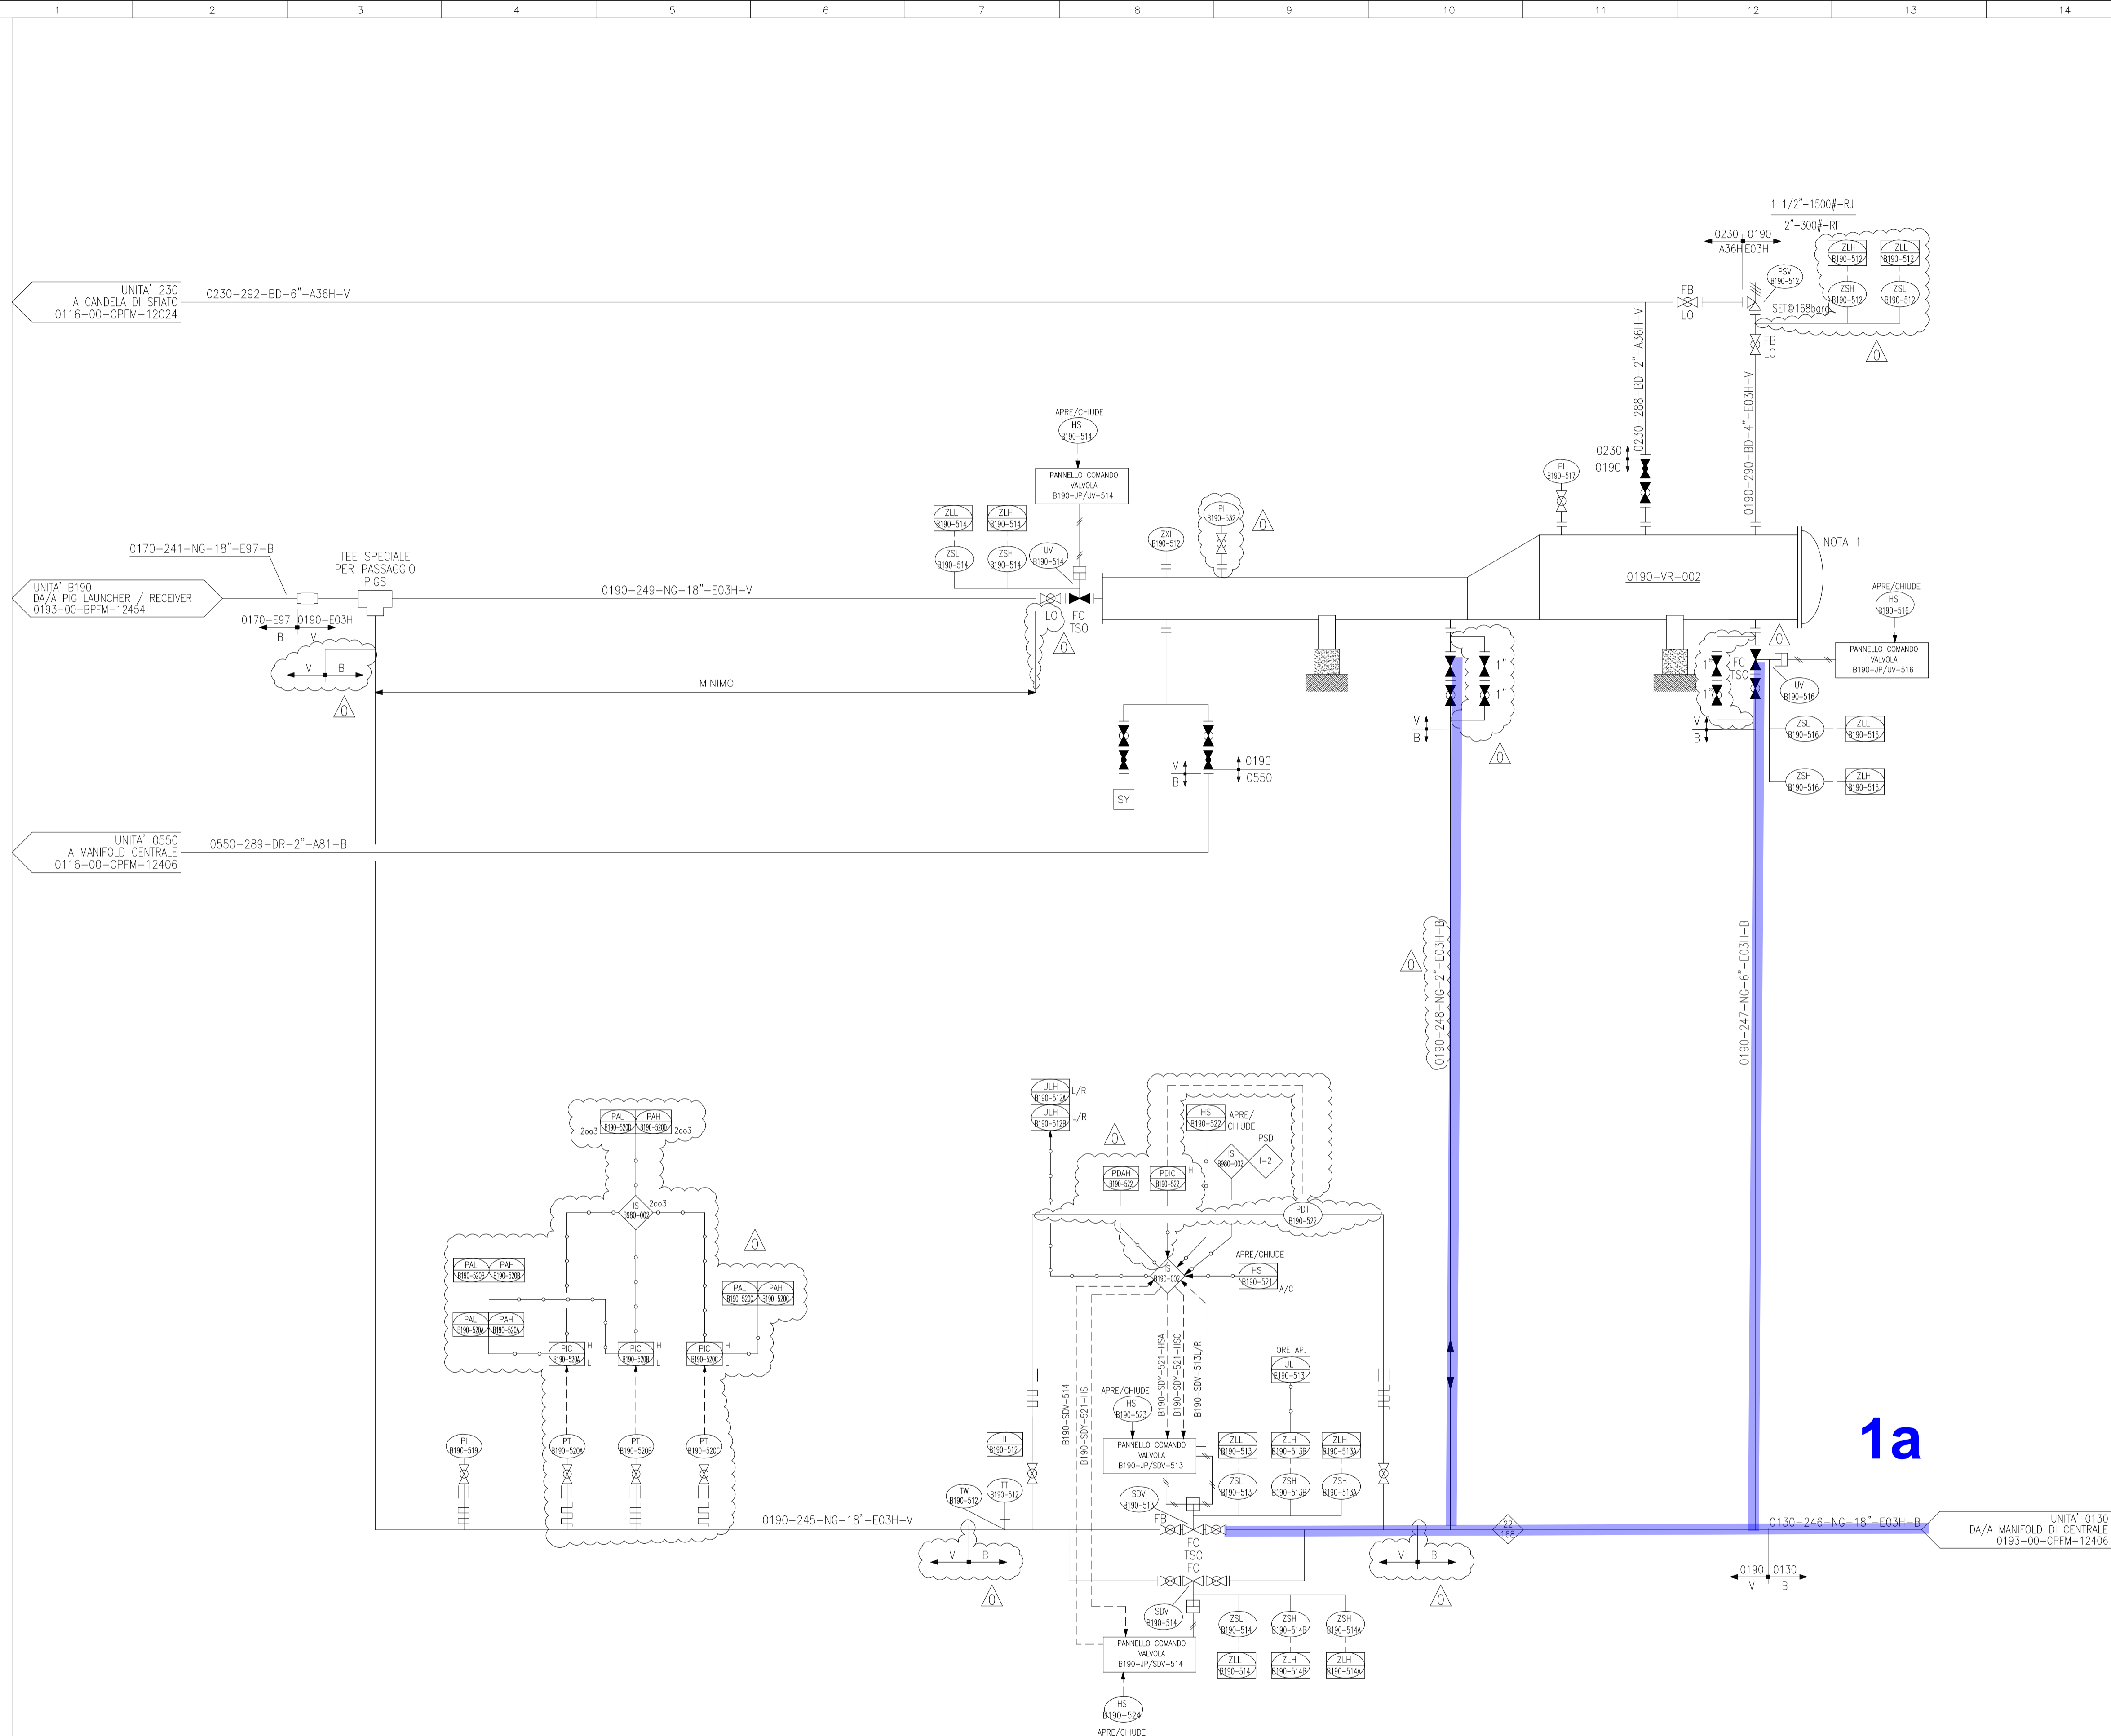 1 2 3 4 5 6 7 8 9 10 11 12 13 14
1 1/2"-1500#-RJ
2"-300#-RF
0230 0190
A36H E03H
ZLH
B190-512
ZLL
B190-512
PSV
B190-512
ZSH
B190-512
ZSL
B190-512
SET@168barg
UNITA' 230
A CANDELA DI SFIATO
0116-00-CPFM-12024
0230-292-BD-6"-A36H-V
FB
LO
FB
LO
0
0230-288-BD-2"-A36H-V
0190-290-BD-4"-E03H-V
APRE/CHIUDE
HS
B190-514
PANNELLO COMANDO
VALVOLA
B190-JP/UV-514
0230
0190
PI
B190-517
ZLL
B190-514
ZLH
B190-514
PI
B190-532
0
ZSL
B190-514
ZSH
B190-514
UV
B190-514
ZXI
B190-512
NOTA 1
0170-241-NG-18"-E97-B
TEE SPECIALE
PER PASSAGGIO
PIGS
UNITA' B190
DA/A PIG LAUNCHER / RECEIVER
0193-00-BPFM-12454
0190-249-NG-18"-E03H-V
0190-VR-002
APRE/CHIUDE
HS
B190-516
LO
FC
TSO
0
0170-E97 0190-E03H
B V
V B
0
MINIMO
1"
1"
1"
1"
FC
TSO
0
PANNELLO COMANDO
VALVOLA
B190-JP/UV-516
UV
B190-516
V
B
0
V
B
ZSL
B190-516
ZLL
B190-516
ZSH
B190-516
ZLH
B190-516
V
B
0190
0550
SY
UNITA' 0550
A MANIFOLD CENTRALE
0116-00-CPFM-12406
0550-289-DR-2"-A81-B
0190-248-NG-2"-E03H-B
0
0190-247-NG-6"-E03H-B
ULH
B190-512A
L/R
ULH
B190-512B
L/R
PAL
B190-520D
PAH
B190-520D
2oo3
2oo3
0
HS
B190-522
APRE/
CHIUDE
PSD
IS
B980-002
I-2
PDAH
B190-522
PDIC
B190-522
H
IS
B980-002
2oo3
PDT
B190-522
0
PAL
B190-520B
PAH
B190-520B
PAL
B190-520C
PAH
B190-520C
IS
B190-002
APRE/CHIUDE
HS
B190-521
A/C
PAL
B190-520A
PAH
B190-520A
PIC
B190-520A
H
L
PIC
B190-520B
H
L
PIC
B190-520C
H
L
B190-SDV-514
B190-SDY-521-HS
B190-SDY-521-HSA
B190-SDY-521-HSC
B190-SDV-513L/R
ORE AP.
UL
B190-513
APRE/CHIUDE
HS
B190-523
1a
PI
B190-519
PT
B190-520A
PT
B190-520B
PT
B190-520C
TI
B190-512
PANNELLO COMANDO
VALVOLA
B190-JP/SDV-513
ZLL
B190-513
ZLH
B190-513B
ZLH
B190-513A
TW
B190-512
TT
B190-512
SDV
B190-513
ZSL
B190-513
ZSH
B190-513B
ZSH
B190-513A
0190-245-NG-18"-E03H-V
FB
22
168
0130-246-NG-18"-E03H-B
UNITA' 0130
DA/A MANIFOLD DI CENTRALE
0193-00-CPFM-12406
FC
TSO
FC
V B
0
V B
0
0190 0130
V B
SDV
B190-514
ZSL
B190-514
ZSH
B190-514B
ZSH
B190-514A
PANNELLO COMANDO
VALVOLA
B190-JP/SDV-514
ZLL
B190-514
ZLH
B190-514B
ZLH
B190-514A
HS
B190-524
APRE/CHIUDE